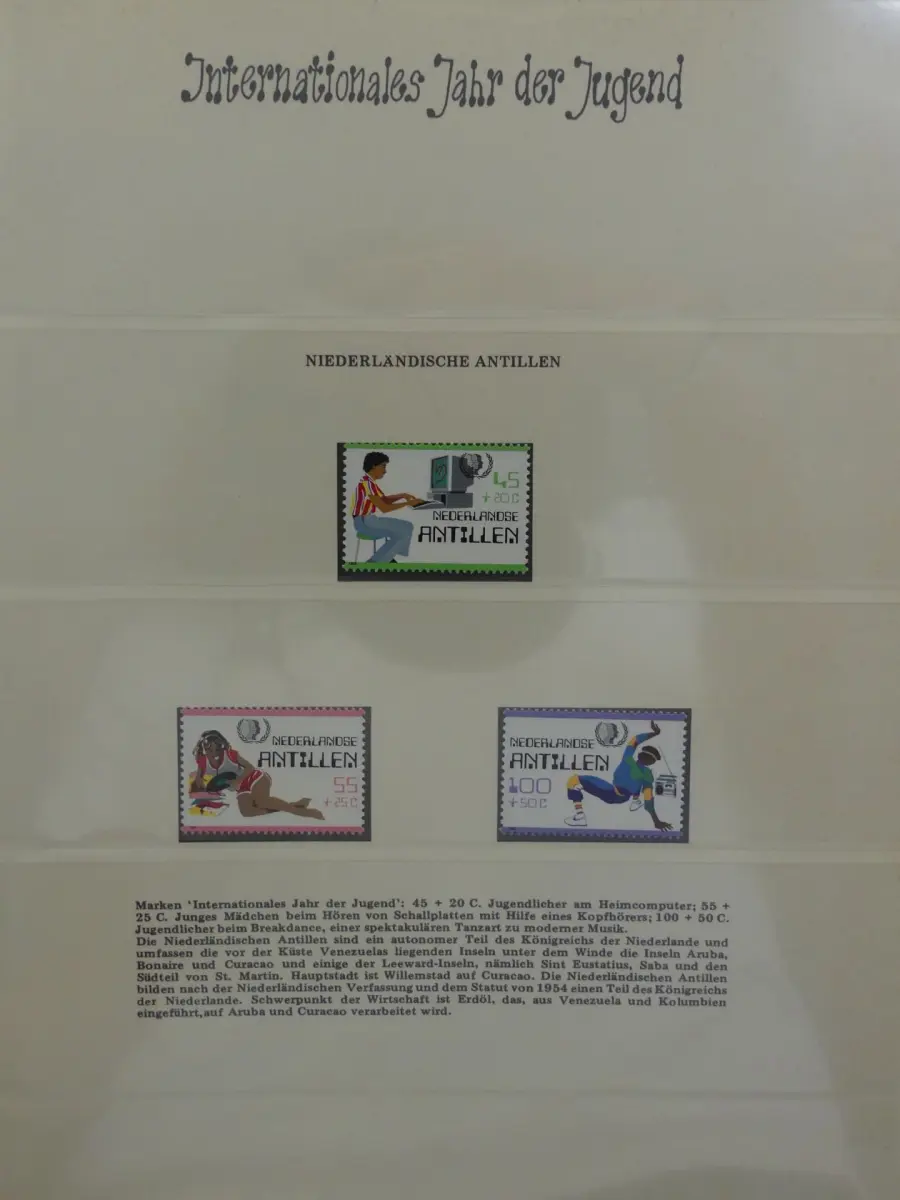 Internationales Jahr der Jugend
NIEDERLÄNDISCHE ANTILLEN
45
+ 20 C
NEDERLANDSE
ANTILLEN
NEDERLANDSE
ANTILLEN
55
+ 25 C
NEDERLANDSE
ANTILLEN
100
+ 50 C
Marken 'Internationales Jahr der Jugend': 45 + 20 C. Jugendlicher am Heimcomputer; 55 +
25 C. Junges Mädchen beim Hören von Schallplatten mit Hilfe eines Kopfhörers; 100 + 50 C.
Jugendlicher beim Breakdance, einer spektakulären Tanzart zu moderner Musik.
Die Niederländischen Antillen sind ein autonomer Teil des Königreichs der Niederlande und
umfassen die vor der Küste Venezuelas liegenden Inseln unter dem Winde die Inseln Aruba,
Bonaire und Curacao und einige der Leeward-Inseln, nämlich Sint Eustatius, Saba und den
Südteil von St. Martin. Hauptstadt ist Willemstad auf Curacao. Die Niederländischen Antillen
bilden nach der Niederländischen Verfassung und dem Statut von 1954 einen Teil des Königreichs
der Niederlande. Schwerpunkt der Wirtschaft ist Erdöl, das, aus Venezuela und Kolumbien
eingeführt, auf Aruba und Curacao verarbeitet wird.